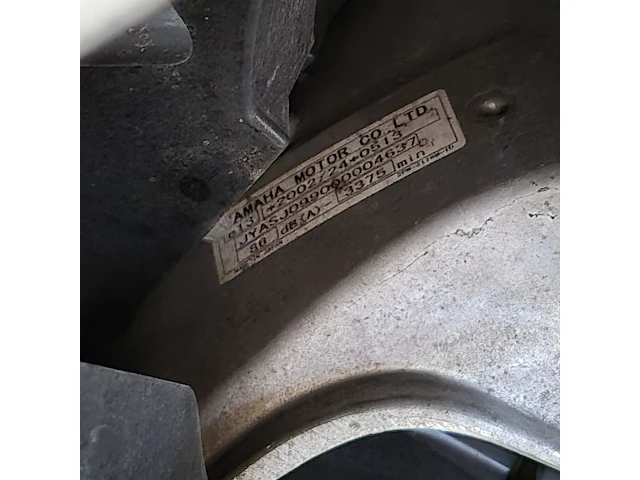 AMAHA MOTOR CO.,LTD.
e13 *2002/24*0513
JYASJ099000004637
80 dB(A) - 3375 min